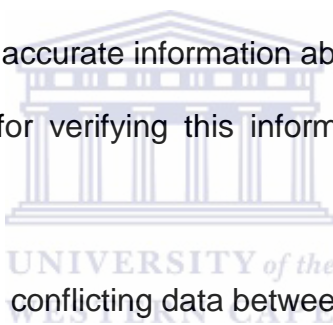 accurate information ab
for verifying this inform
UNIVERSITY of the
conflicting data betwee
WESTERN CAPE